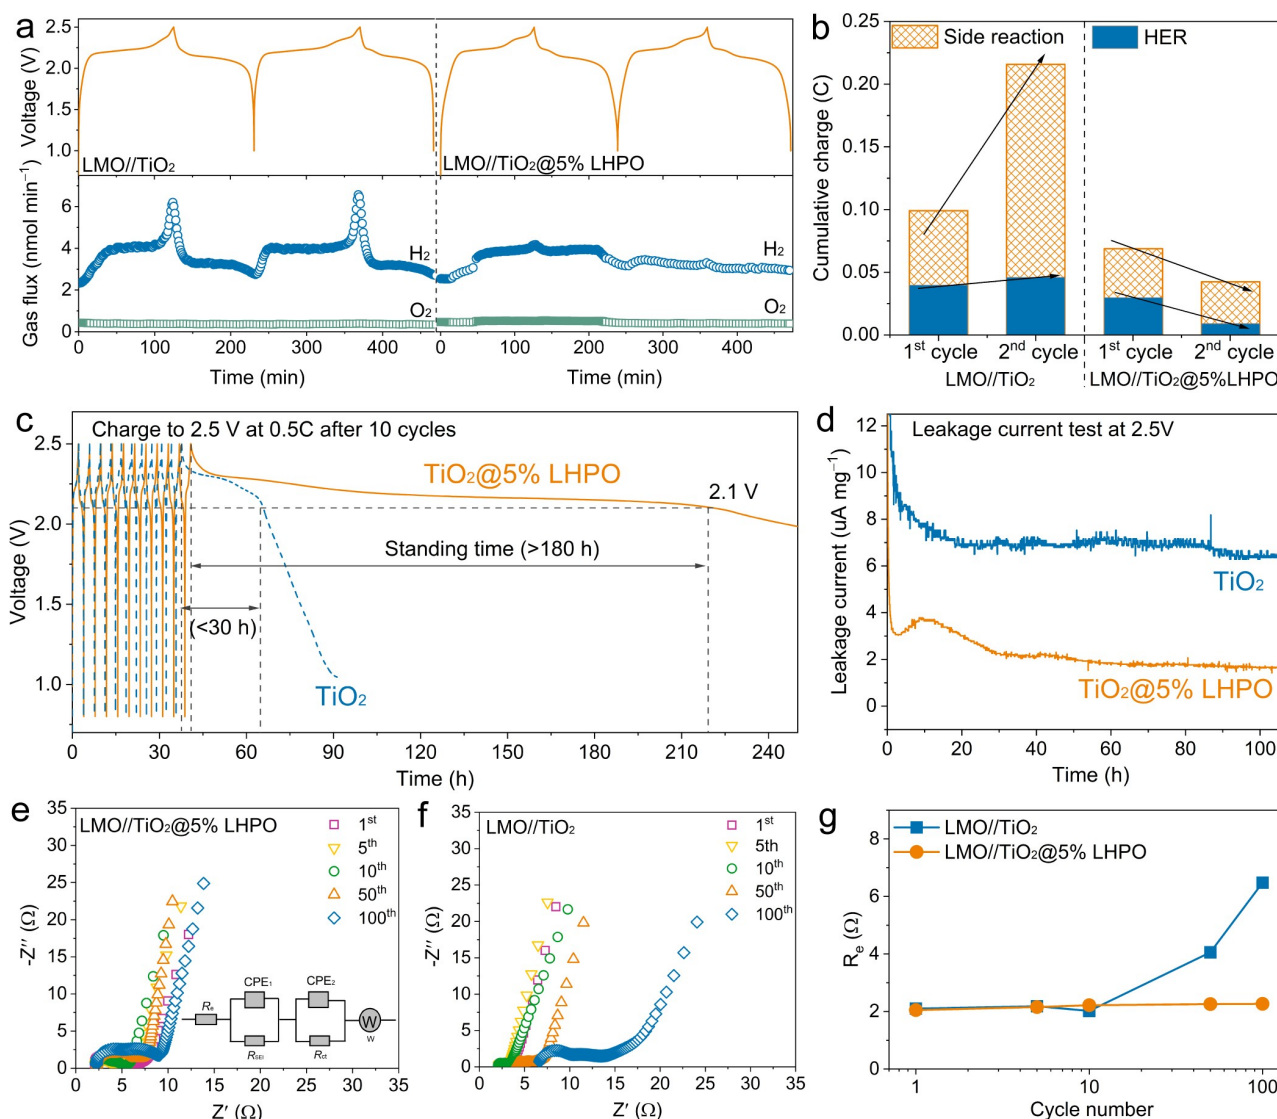 a
2.5
2.0
1.5
1.0
Voltage (V)
LMO//TiO₂
LMO//TiO₂@5% LHPO
6
4
2
0
Gas flux (nmol min⁻¹)
H₂
O₂
H₂
O₂
0 100 200 300 400 0 100 200 300 400
Time (min)
Time (min)
b
0.25
0.20
0.15
0.10
0.05
0.00
Cumulative charge (C)
Side reaction
HER
1ˢᵗ cycle
2ⁿᵈ cycle
1ˢᵗ cycle
2ⁿᵈ cycle
LMO//TiO₂
LMO//TiO₂@5%LHPO
c
Charge to 2.5 V at 0.5C after 10 cycles
2.5
2.0
1.5
1.0
Voltage (V)
TiO₂@5% LHPO
2.1 V
Standing time (>180 h)
(<30 h)
TiO₂
0 30 60 90 120 150 180 210 240
Time (h)
d
Leakage current test at 2.5V
12
10
8
6
4
2
0
Leakage current (uA mg⁻¹)
TiO₂
TiO₂@5% LHPO
0 20 40 60 80 100
Time (h)
e
LMO//TiO₂@5% LHPO
35
30
25
20
15
10
5
0
-Z′′ (Ω)
1ˢᵗ
5ᵗʰ
10ᵗʰ
50ᵗʰ
100ᵗʰ
CPE₁
CPE₂
Rₑ
R_SEI
R_ct
W
W
0 5 10 15 20 25 30 35
Z′ (Ω)
f
LMO//TiO₂
35
30
25
20
15
10
5
0
-Z′′ (Ω)
1ˢᵗ
5th
10ᵗʰ
50ᵗʰ
100ᵗʰ
0 5 10 15 20 25 30 35
Z′ (Ω)
g
8
6
4
2
0
Rₑ (Ω)
LMO//TiO₂
LMO//TiO₂@5% LHPO
1 10 100
Cycle number